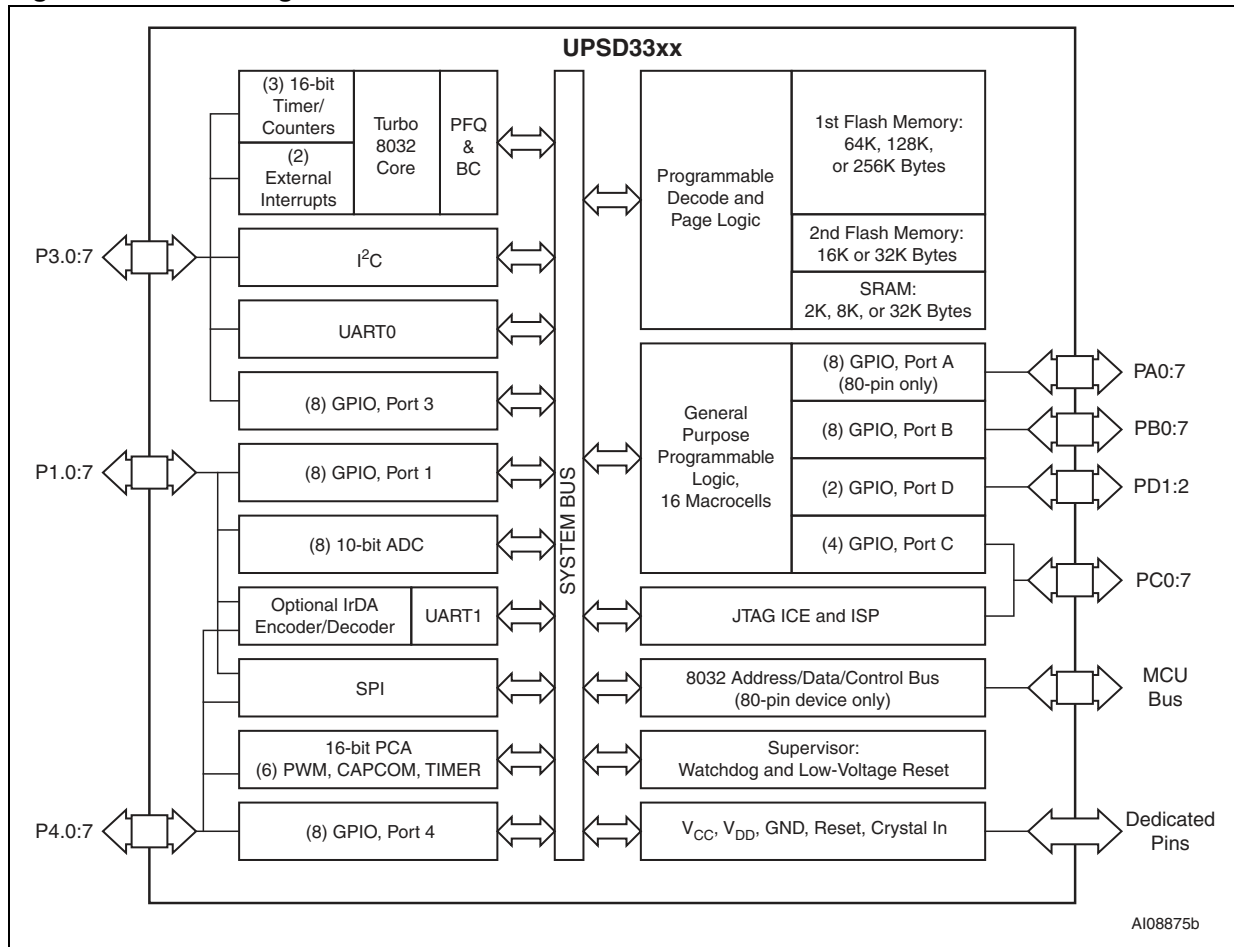 UPSD33xx
(3) 16-bit
Timer/
Counters
(2)
External
Interrupts
Turbo
8032
Core
PFQ
&
BC
P3.0:7
I²C
UART0
(8) GPIO, Port 3
P1.0:7
(8) GPIO, Port 1
(8) 10-bit ADC
Optional IrDA
Encoder/Decoder
UART1
SPI
16-bit PCA
(6) PWM, CAPCOM, TIMER
P4.0:7
(8) GPIO, Port 4
SYSTEM BUS
Programmable
Decode and
Page Logic
1st Flash Memory:
64K, 128K,
or 256K Bytes
2nd Flash Memory:
16K or 32K Bytes
SRAM:
2K, 8K, or 32K Bytes
General
Purpose
Programmable
Logic,
16 Macrocells
(8) GPIO, Port A
(80-pin only)
PA0:7
(8) GPIO, Port B
PB0:7
(2) GPIO, Port D
PD1:2
(4) GPIO, Port C
PC0:7
JTAG ICE and ISP
8032 Address/Data/Control Bus
(80-pin device only)
MCU
Bus
Supervisor:
Watchdog and Low-Voltage Reset
VCC, VDD, GND, Reset, Crystal In
Dedicated
Pins
AI08875b